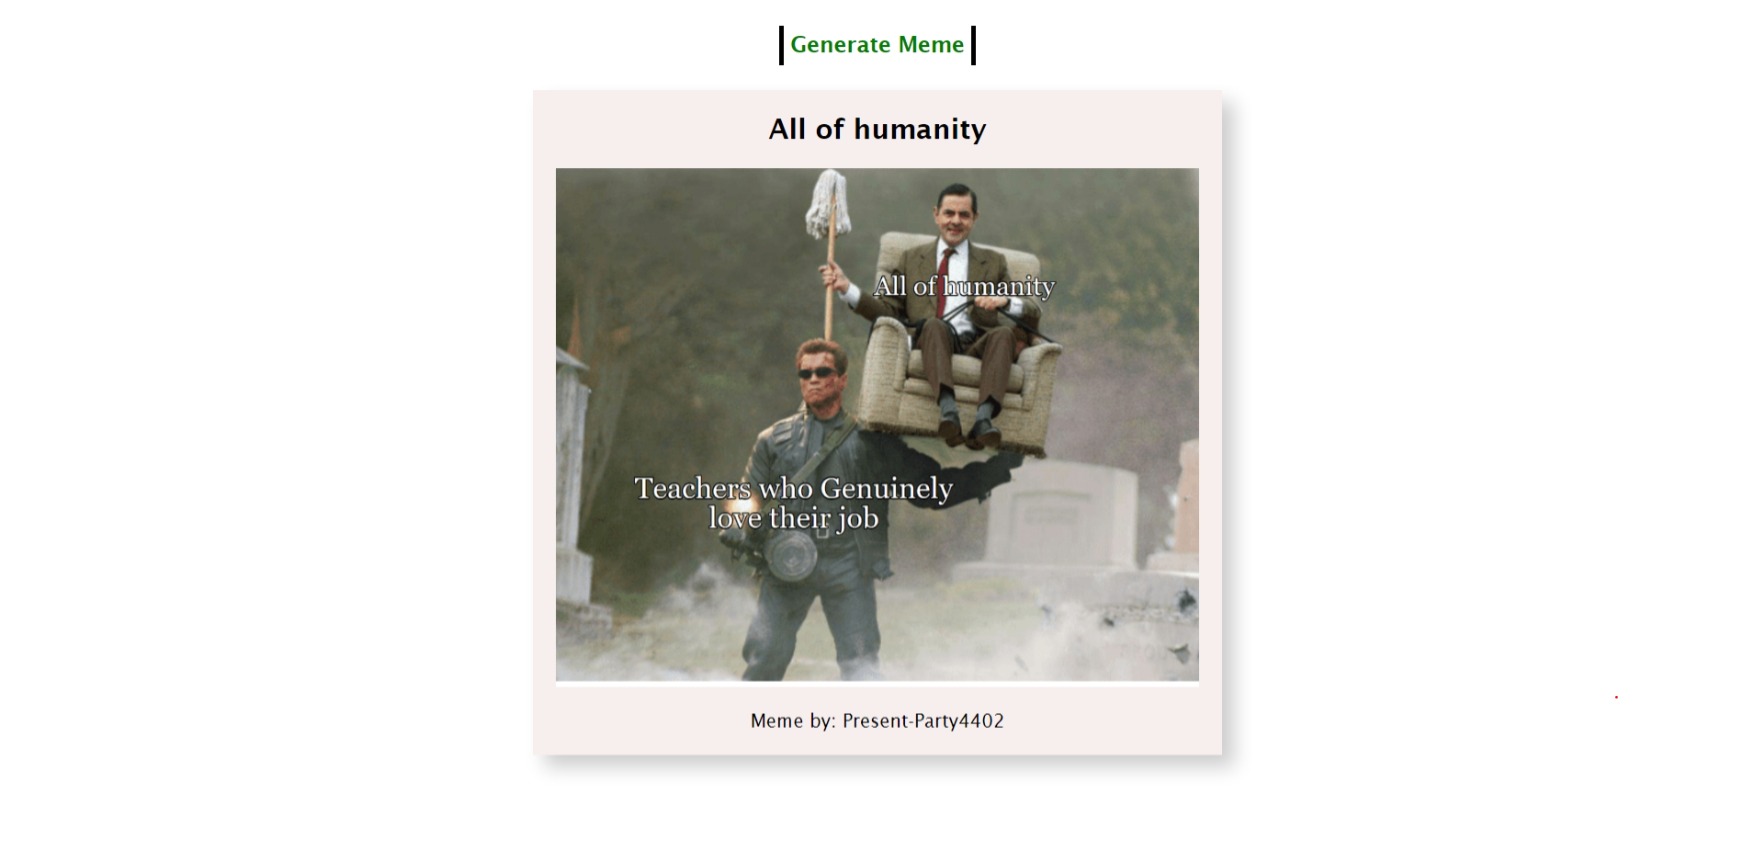 Generate Meme
All of humanity
All of humanity
Teachers who Genuinely
love their job
Meme by: Present-Party4402